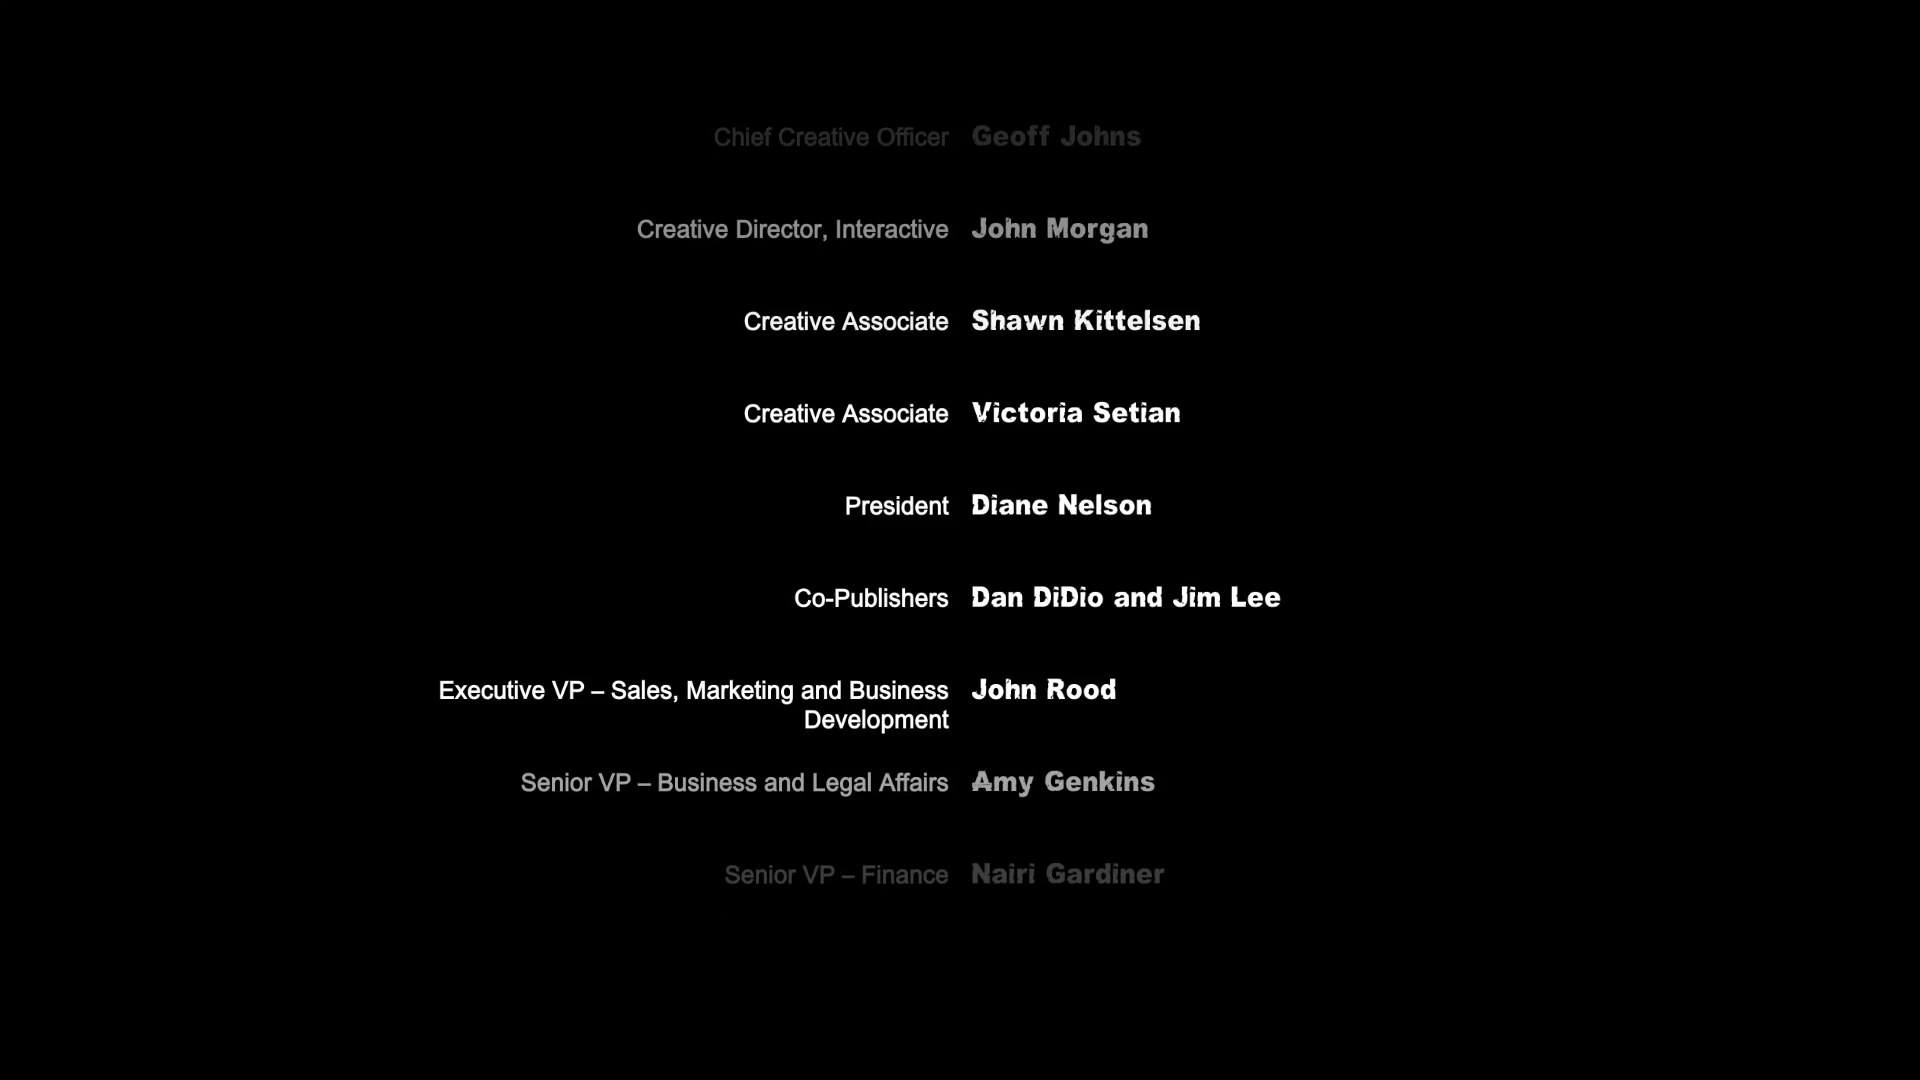 Chief Creative Officer Geoff Johns
Creative Director, Interactive John Morgan
Creative Associate Shawn Kittelsen
Creative Associate Victoria Setian
President Diane Nelson
Co-Publishers Dan DiDio and Jim Lee
Executive VP – Sales, Marketing and Business John Rood
Development
Senior VP – Business and Legal Affairs Amy Genkins
Senior VP – Finance Nairi Gardiner